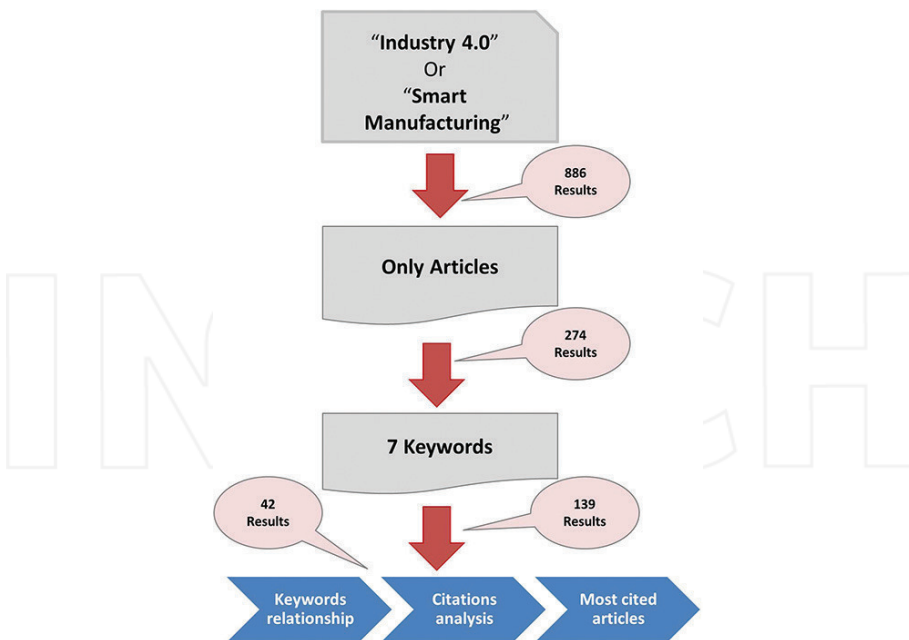 “Industry 4.0”
Or
“Smart
Manufacturing”
886
Results
Only Articles
274
Results
7 Keywords
42
Results
139
Results
Keywords
relationship
Citations
analysis
Most cited
articles